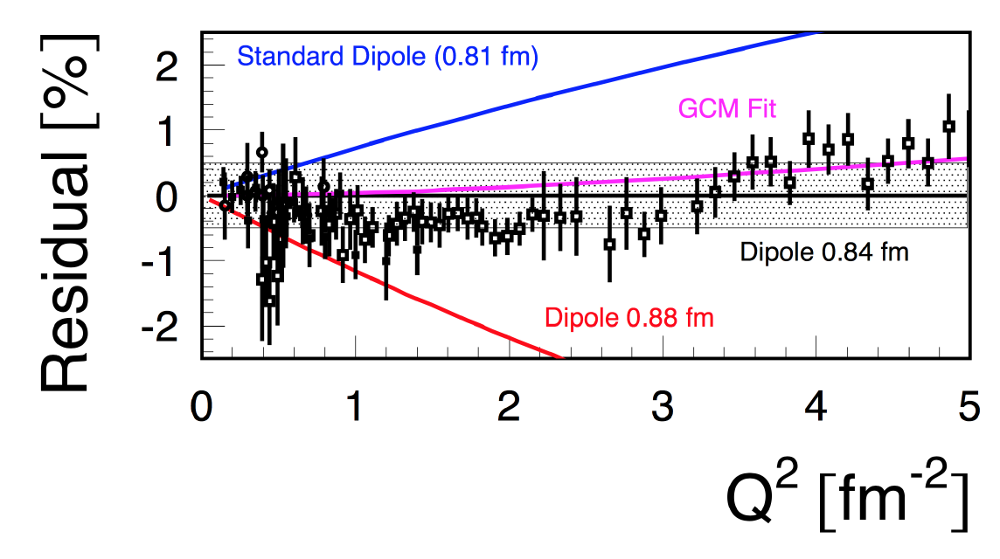 Standard Dipole (0.81 fm)
GCM Fit
Dipole 0.84 fm
Dipole 0.88 fm
Residual [%]
2
1
0
-1
-2
0 1 2 3 4 5
Q² [fm⁻²]